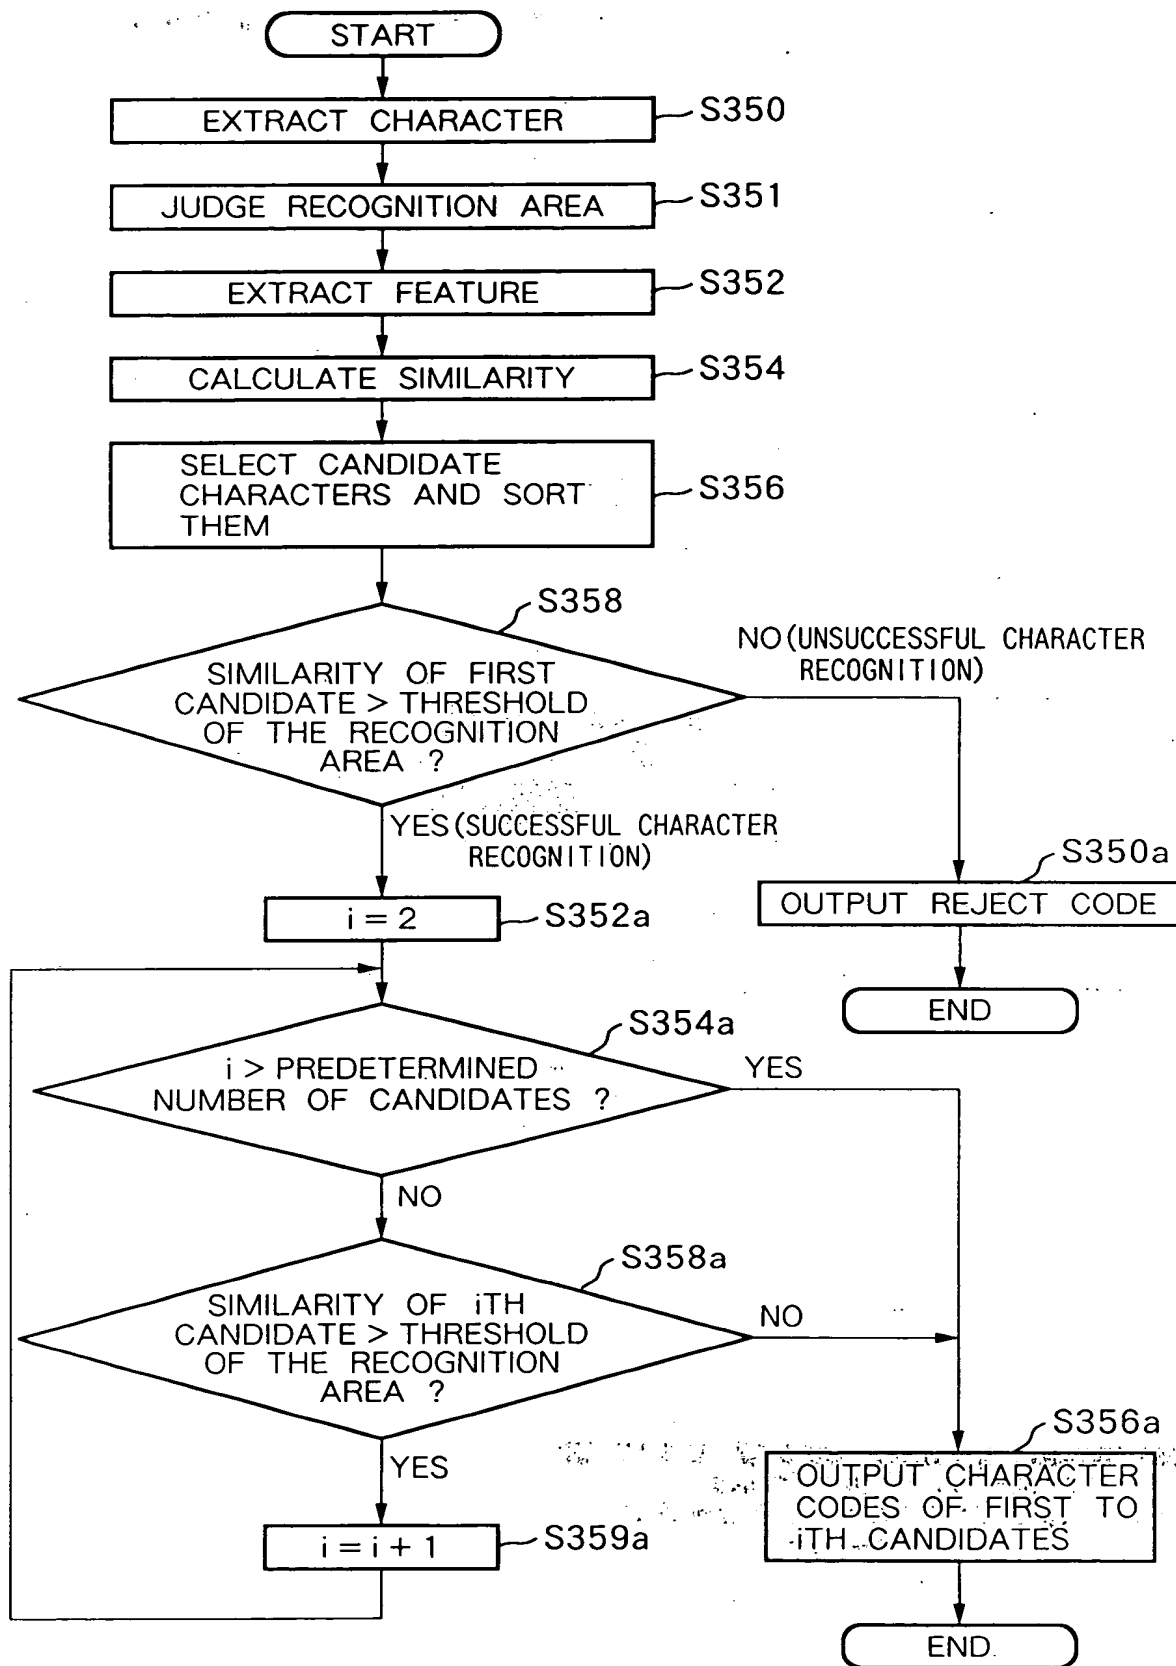 START
EXTRACT CHARACTER
S350
JUDGE RECOGNITION AREA
S351
EXTRACT FEATURE
S352
CALCULATE SIMILARITY
S354
SELECT CANDIDATE
CHARACTERS AND SORT
THEM
S356
S358
SIMILARITY OF FIRST
CANDIDATE > THRESHOLD
OF THE RECOGNITION
AREA ?
NO (UNSUCCESSFUL CHARACTER
RECOGNITION)
YES (SUCCESSFUL CHARACTER
RECOGNITION)
S350a
OUTPUT REJECT CODE
END
i = 2
S352a
S354a
i > PREDETERMINED
NUMBER OF CANDIDATES ?
YES
NO
S358a
SIMILARITY OF iTH
CANDIDATE > THRESHOLD
OF THE RECOGNITION
AREA ?
NO
YES
S356a
OUTPUT CHARACTER
CODES OF FIRST TO
iTH CANDIDATES
i = i + 1
S359a
END